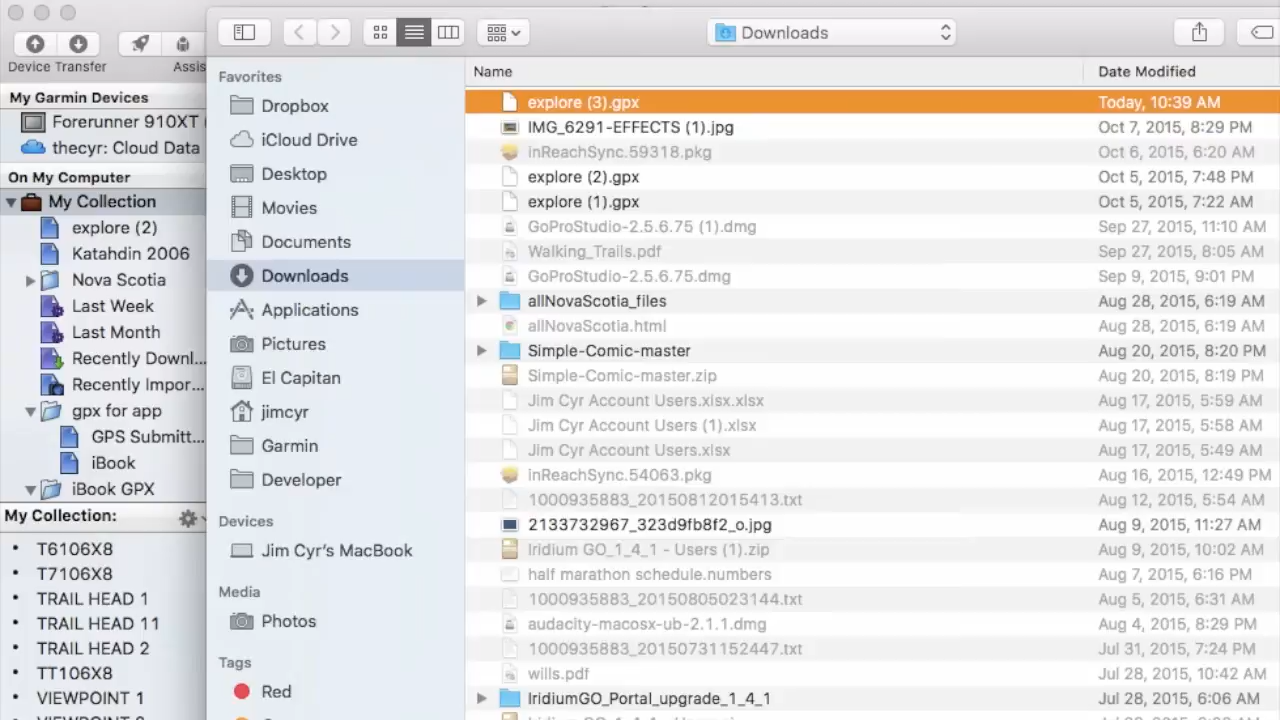 Downloads
Device Transfer
Assis
My Garmin Devices
Forerunner 910XT (
thecyr: Cloud Data
On My Computer
My Collection
explore (2)
Katahdin 2006
Nova Scotia
Last Week
Last Month
Recently Downl...
Recently Impor...
gpx for app
GPS Submitt...
iBook
iBook GPX
My Collection:
T6106X8
T7106X8
TRAIL HEAD 1
TRAIL HEAD 11
TRAIL HEAD 2
TT106X8
VIEWPOINT 1
Favorites
Dropbox
iCloud Drive
Desktop
Movies
Documents
Downloads
Applications
Pictures
El Capitan
jimcyr
Garmin
Developer
Devices
Jim Cyr's MacBook
Media
Photos
Tags
Red
Name Date Modified
explore (3).gpx Today, 10:39 AM
IMG_6291-EFFECTS (1).jpg Oct 7, 2015, 8:29 PM
inReachSync.59318.pkg Oct 6, 2015, 6:20 AM
explore (2).gpx Oct 5, 2015, 7:48 PM
explore (1).gpx Oct 5, 2015, 7:22 AM
GoProStudio-2.5.6.75 (1).dmg Sep 27, 2015, 11:10 AM
Walking_Trails.pdf Sep 27, 2015, 8:05 AM
GoProStudio-2.5.6.75.dmg Sep 9, 2015, 9:01 PM
allNovaScotia_files Aug 28, 2015, 6:19 AM
allNovaScotia.html Aug 28, 2015, 6:19 AM
Simple-Comic-master Aug 20, 2015, 8:20 PM
Simple-Comic-master.zip Aug 20, 2015, 8:19 PM
Jim Cyr Account Users.xlsx.xlsx Aug 17, 2015, 5:59 AM
Jim Cyr Account Users (1).xlsx Aug 17, 2015, 5:58 AM
Jim Cyr Account Users.xlsx Aug 17, 2015, 5:49 AM
inReachSync.54063.pkg Aug 16, 2015, 12:49 PM
1000935883_20150812015413.txt Aug 12, 2015, 5:54 AM
2133732967_323d9fb8f2_o.jpg Aug 9, 2015, 11:27 AM
Iridium GO_1_4_1 - Users (1).zip Aug 9, 2015, 10:02 AM
half marathon schedule.numbers Aug 7, 2015, 6:16 PM
1000935883_20150805023144.txt Aug 5, 2015, 6:31 AM
audacity-macosx-ub-2.1.1.dmg Aug 4, 2015, 8:29 PM
1000935883_20150731152447.txt Jul 31, 2015, 7:24 PM
wills.pdf Jul 28, 2015, 10:42 AM
IridiumGO_Portal_upgrade_1_4_1 Jul 28, 2015, 6:06 AM